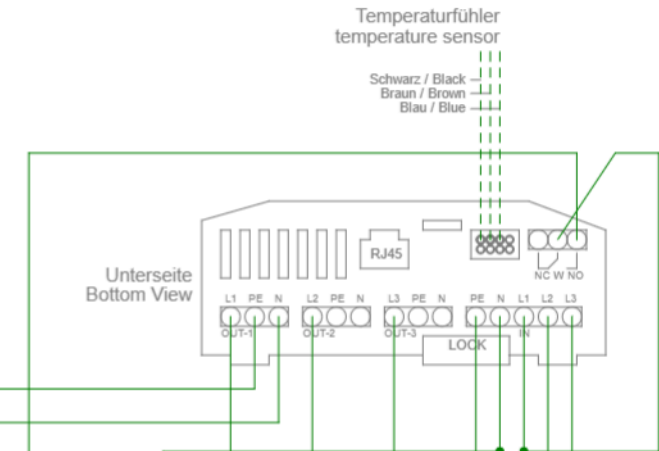 Temperaturfühler
temperature sensor
Schwarz / Black
Braun / Brown
Blau / Blue
RJ45
NC W NO
Unterseite
Bottom View
L1 PE N L2 PE N L3 PE N PE N L1 L2 L3
OUT-1 OUT-2 OUT-3 IN
LOCK